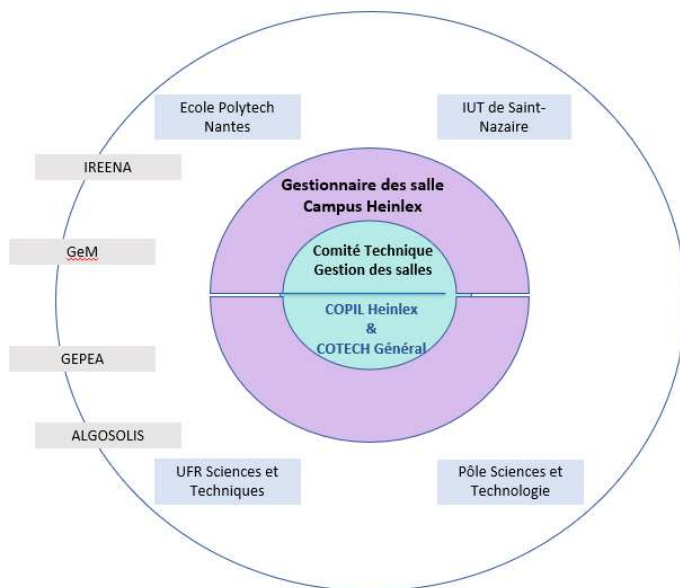 Ecole Polytech
Nantes
IUT de Saint-
Nazaire
IREENA
Gestionnaire des salle
Campus Heinlex
GeM
Comité Technique
Gestion des salles
COPIL Heinlex
&
COTECH Général
GEPEA
ALGOSOLIS
UFR Sciences et
Techniques
Pôle Sciences et
Technologie